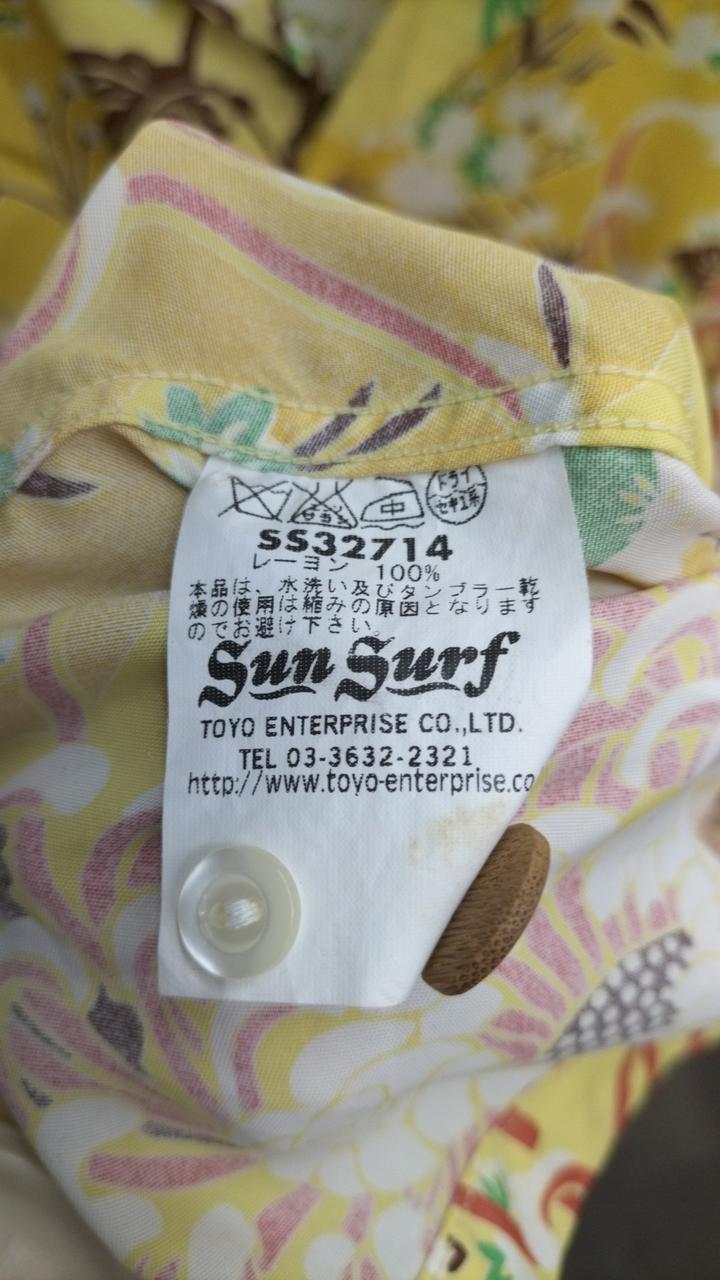 ドライ
セキユ系
中
SS32714
レーヨン 100%
本品は、水洗い及びタンブラー乾
燥の使用は縮みの原因となります
のでお避け下さい。
Sun Surf
TOYO ENTERPRISE CO.,LTD.
TEL 03-3632-2321
http://www.toyo-enterprise.co